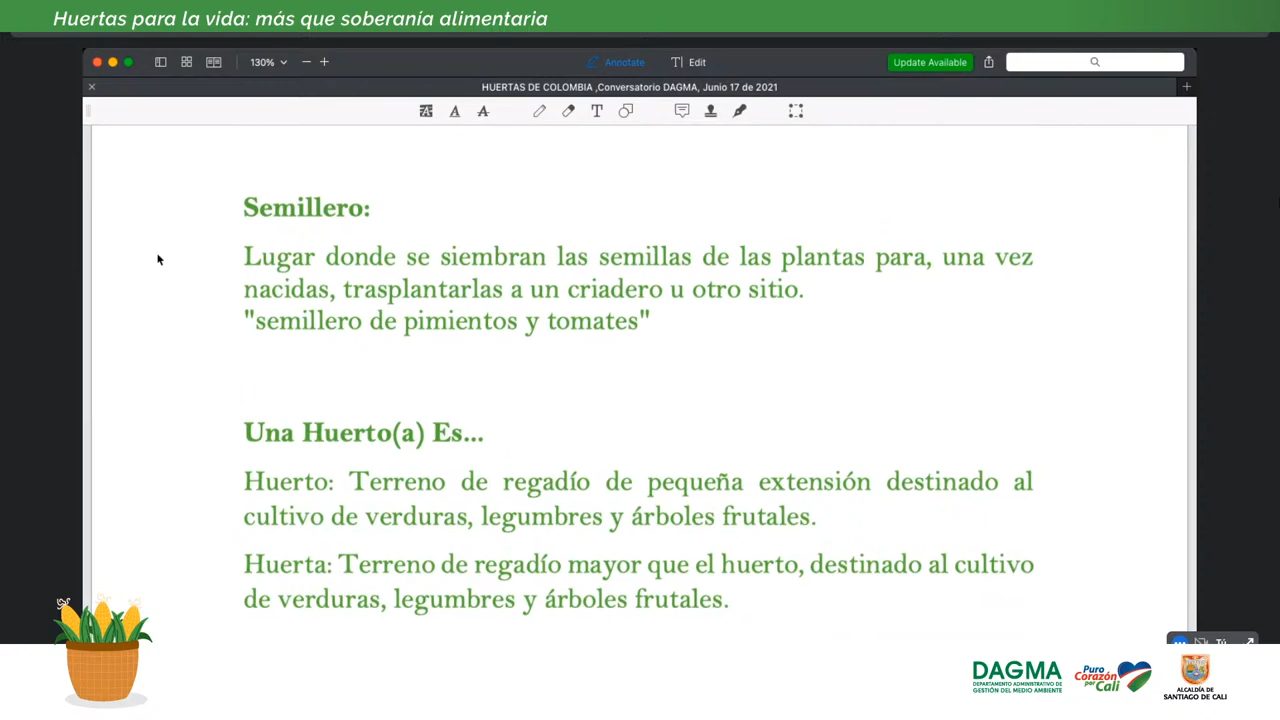 Huertas para la vida: más que soberanía alimentaria
130%
Annotate
Edit
Update Available
HUERTAS DE COLOMBIA ,Conversatorio DAGMA, Junio 17 de 2021
Semillero:
Lugar donde se siembran las semillas de las plantas para, una vez
nacidas, trasplantarlas a un criadero u otro sitio.
"semillero de pimientos y tomates"
Una Huerto(a) Es...
Huerto: Terreno de regadío de pequeña extensión destinado al
cultivo de verduras, legumbres y árboles frutales.
Huerta: Terreno de regadío mayor que el huerto, destinado al cultivo
de verduras, legumbres y árboles frutales.
Tú
DAGMA
DEPARTAMENTO ADMINISTRATIVO DE
GESTIÓN DEL MEDIO AMBIENTE
Puro
Corazón
por
Cali
ALCALDÍA DE
SANTIAGO DE CALI